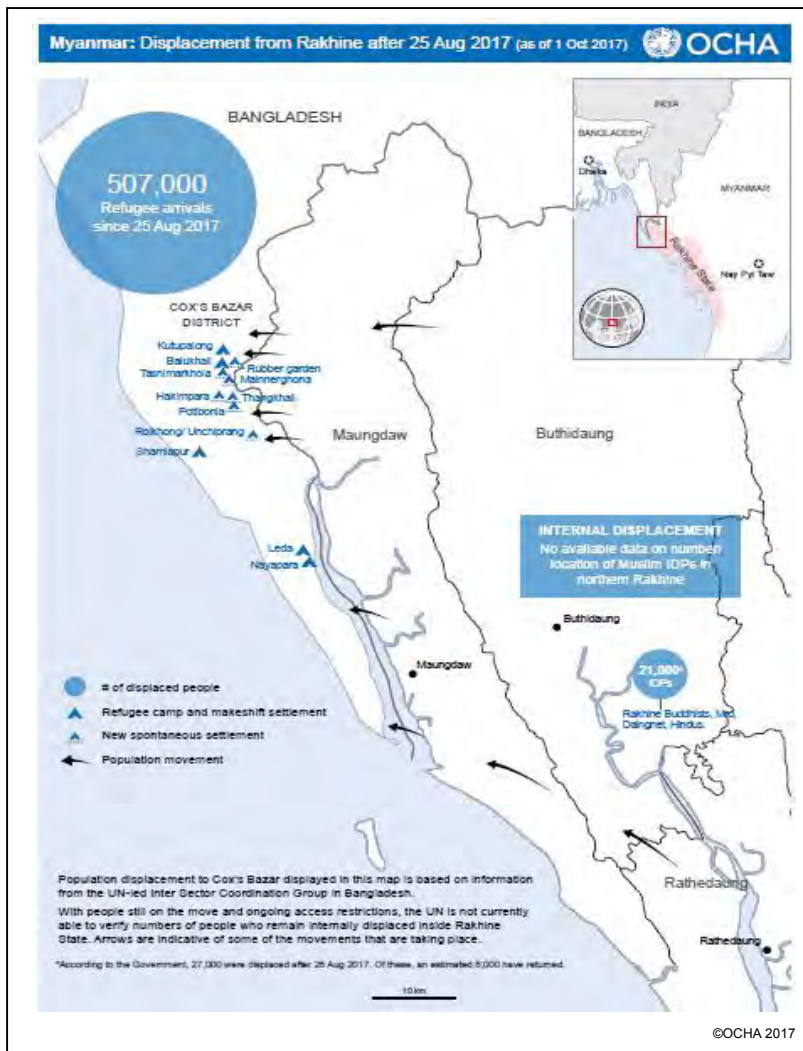 Myanmar: Displacement from Rakhine after 25 Aug 2017 (as of 1 Oct 2017) OCHA
BANGLADESH
507,000
Refugee arrivals
since 25 Aug 2017
INDIA
BANGLADESH
Dhaka
MYANMAR
Rakhine State
Nay Pyi Taw
COX'S BAZAR
DISTRICT
Kutupalong
Balukhali
Rubber garden
Tasnimarkhola
Mainnerghona
Hakimpara
Thangkhali
Potibonia
Roikhong/ Unchiprang
Shamlapur
Maungdaw
Buthidaung
INTERNAL DISPLACEMENT
No available data on number/
location of Muslim IDPs in
northern Rakhine
Leda
Nayapara
Buthidaung
Maungdaw
21,000*
IDPs
Rakhine Buddhists, Mro,
Daingnet, Hindus.
# of displaced people
Refugee camp and makeshift settlement
New spontaneous settlement
Population movement
Rathedaung
Rathedaung
Population displacement to Cox's Bazar displayed in this map is based on information
from the UN-led Inter Sector Coordination Group in Bangladesh.
With people still on the move and ongoing access restrictions, the UN is not currently
able to verify numbers of people who remain internally displaced inside Rakhine
State. Arrows are indicative of some of the movements that are taking place.
*According to the Government, 27,000 were displaced after 25 Aug 2017. Of these, an estimated 6,000 have returned.
10 km
©OCHA 2017